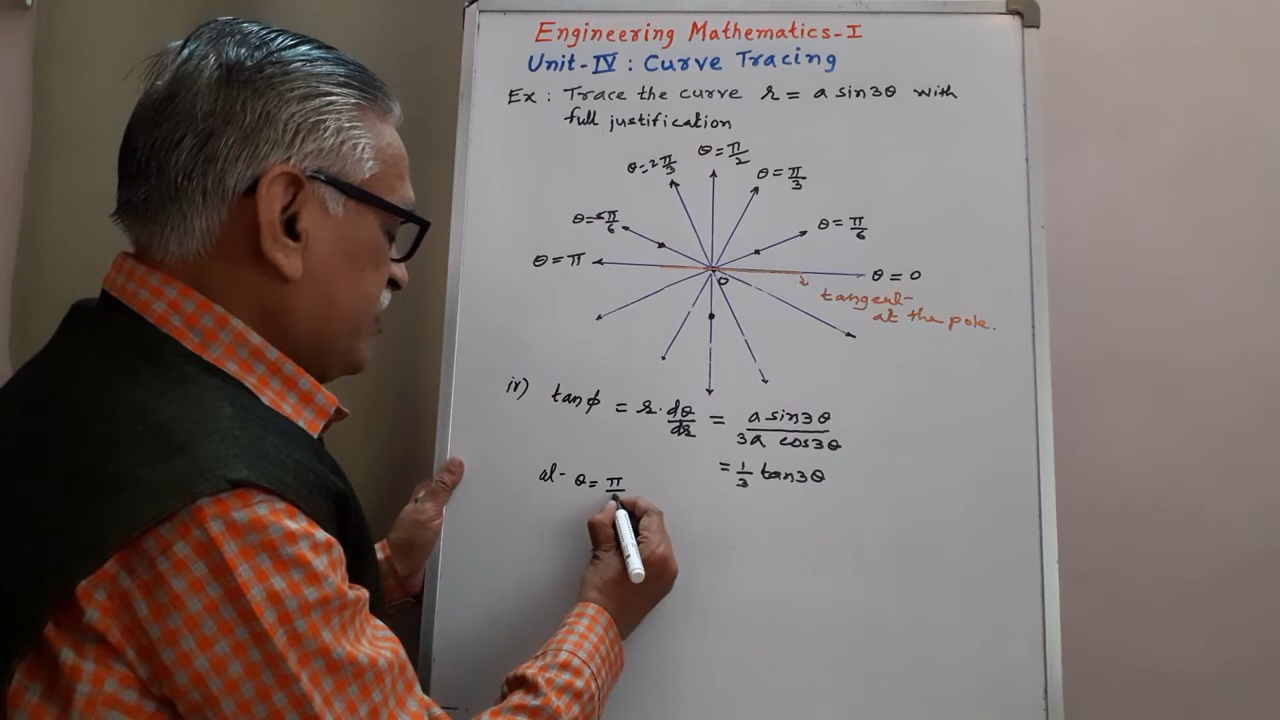 Engineering Mathematics-I
Unit-IV : Curve Tracing
Ex : Trace the curve r = a sin3θ with
full justification
θ=π/2
θ=2π/3
θ=π/3
θ=5π/6
θ=π/6
θ=π
θ=0
O
tangent
at the pole.
iv) tanφ = r. dθ/dr = a sin3θ / 3a cos3θ
= 1/3 tan3θ
at θ = π